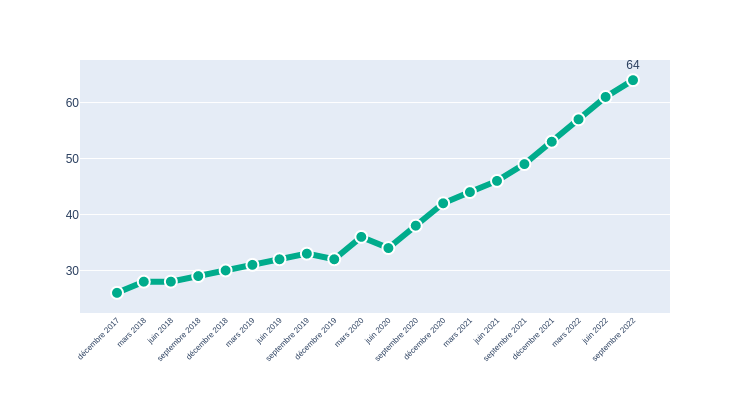 64
60
50
40
30
décembre 2017
mars 2018
juin 2018
septembre 2018
décembre 2018
mars 2019
juin 2019
septembre 2019
décembre 2019
mars 2020
juin 2020
septembre 2020
décembre 2020
mars 2021
juin 2021
septembre 2021
décembre 2021
mars 2022
juin 2022
septembre 2022